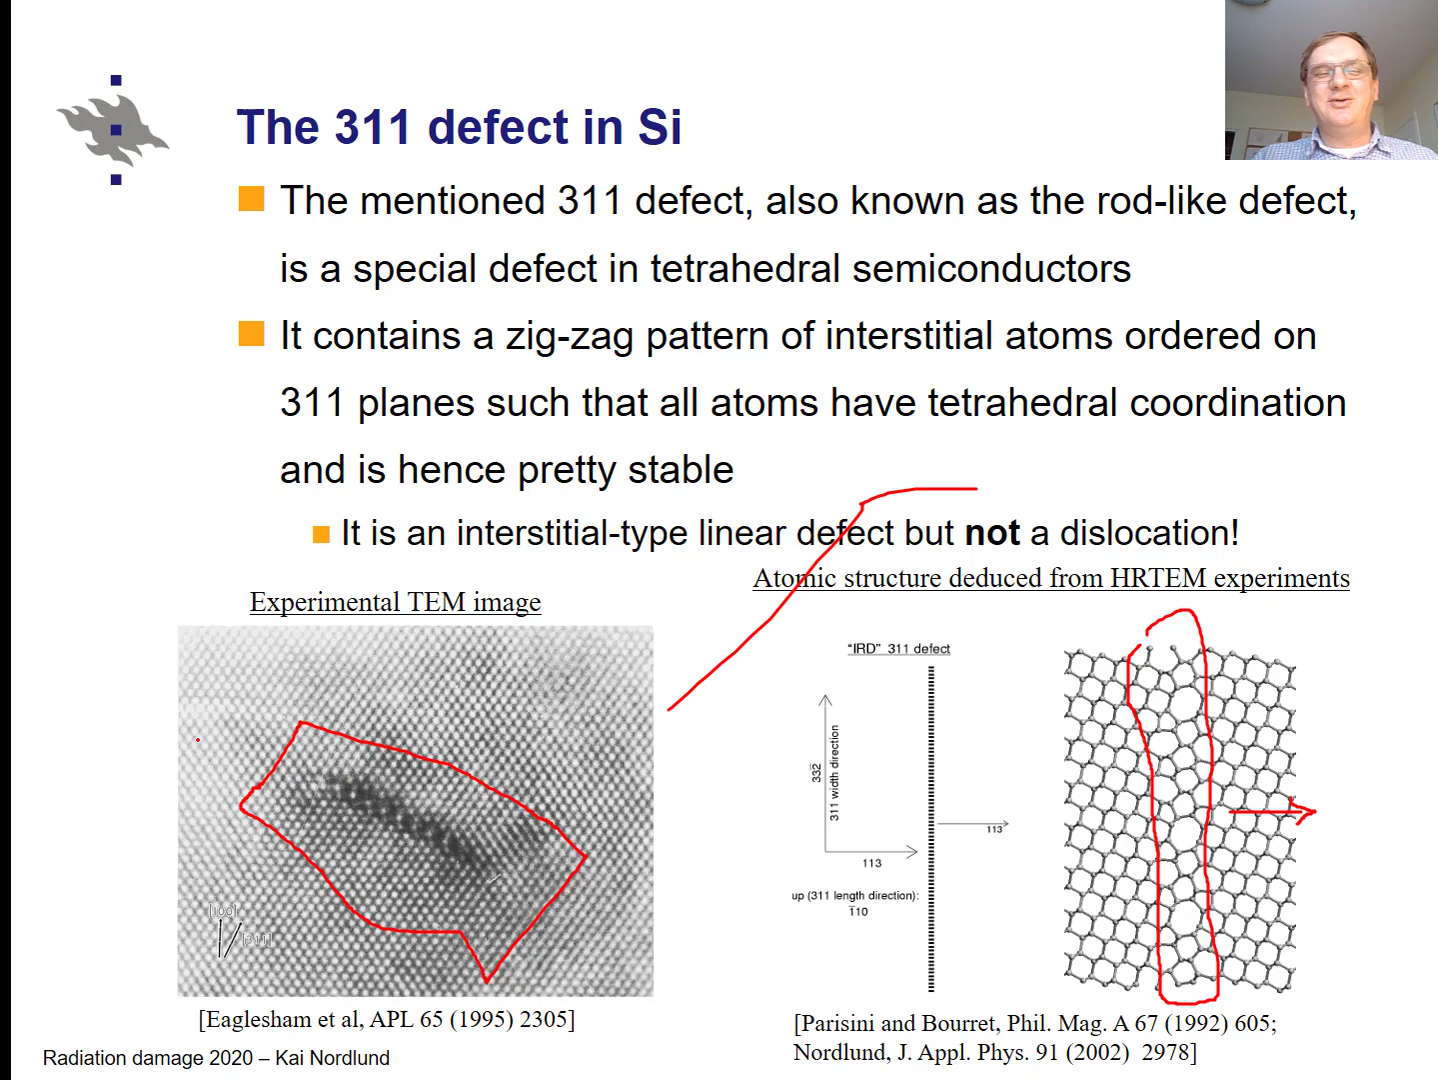 The 311 defect in Si
The mentioned 311 defect, also known as the rod-like defect,
is a special defect in tetrahedral semiconductors
It contains a zig-zag pattern of interstitial atoms ordered on
311 planes such that all atoms have tetrahedral coordination
and is hence pretty stable
It is an interstitial-type linear defect but not a dislocation!
Experimental TEM image
[100]
[311]
[Eaglesham et al, APL 65 (1995) 2305]
Atomic structure deduced from HRTEM experiments
“IRD” 311 defect
332̅
311 width direction
113
113
up (311 length direction):
1̅10
[Parisini and Bourret, Phil. Mag. A 67 (1992) 605;
Nordlund, J. Appl. Phys. 91 (2002) 2978]
Radiation damage 2020 – Kai Nordlund